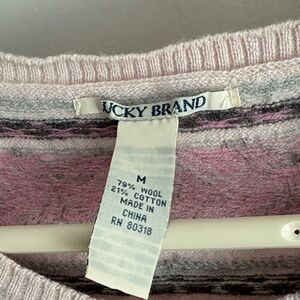 UCKY BRAND
M
79% WOOL
21% COTTON
MADE IN
CHINA
RN 80318